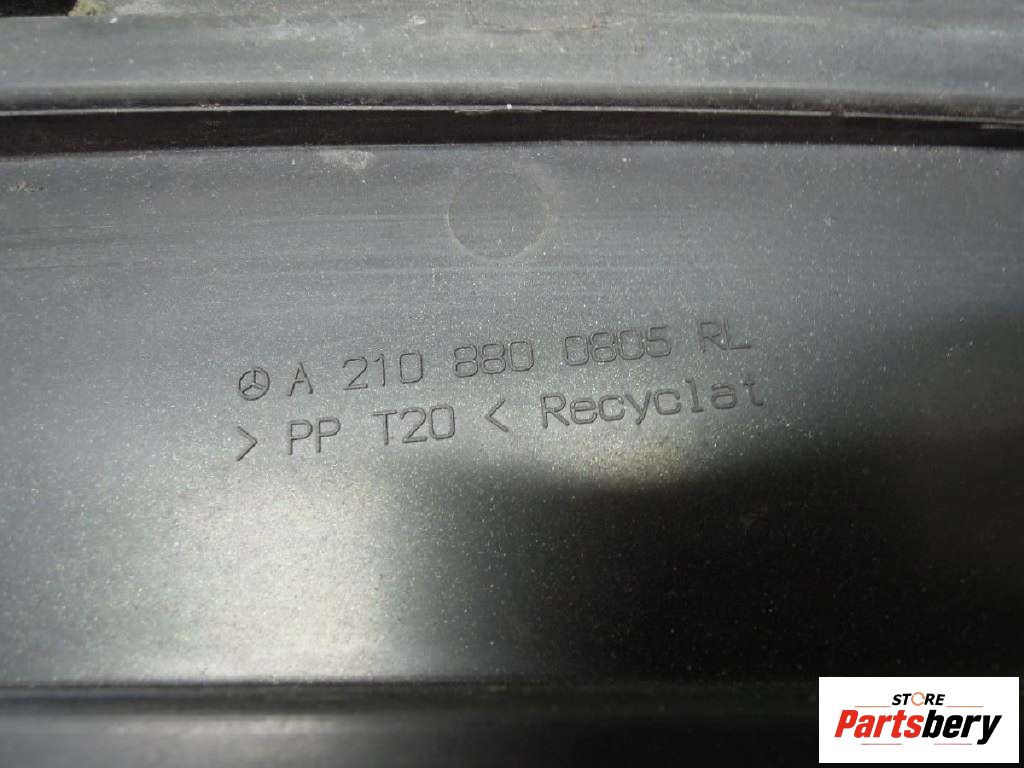 A 210 880 0805 RL
> PP T20 < Recyclat
STORE
Partsbery